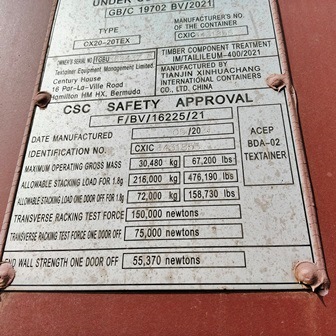 GB/C 19702 BV/2021
TYPE
CX20-20TEX
MANUFACTURER'S NO. OF THE CONTAINER
CXIC
OWNER'S SERIAL NO TGBU
Textainer Equipment Management Limited
Century House
16 Par-La-Ville Road
Hamilton HM HX, Bermuda
TIMBER COMPONENT TREATMENT
IM/TAILILEUM-400/2021
MANUFACTURED BY
TIANJIN XINHUACHANG
INTERNATIONAL CONTAINERS
CO., LTD, CHINA
CSC SAFETY APPROVAL
F/BV/16225/21
DATE MANUFACTURED
IDENTIFICATION NO. CXIC
MAXIMUM OPERATING GROSS MASS 30,480 kg 67,200 lbs
ALLOWABLE STACKING LOAD FOR 1.8g 216,000 kg 476,190 lbs
ALLOWABLE STACKING LOAD ONE DOOR OFF FOR 1.8g 72,000 kg 158,730 lbs
TRANSVERSE RACKING TEST FORCE 150,000 newtons
TRANSVERSE RACKING TEST FORCE ONE DOOR OFF 75,000 newtons
END WALL STRENGTH ONE DOOR OFF 55,370 newtons
ACEP
BDA-02
TEXTAINER